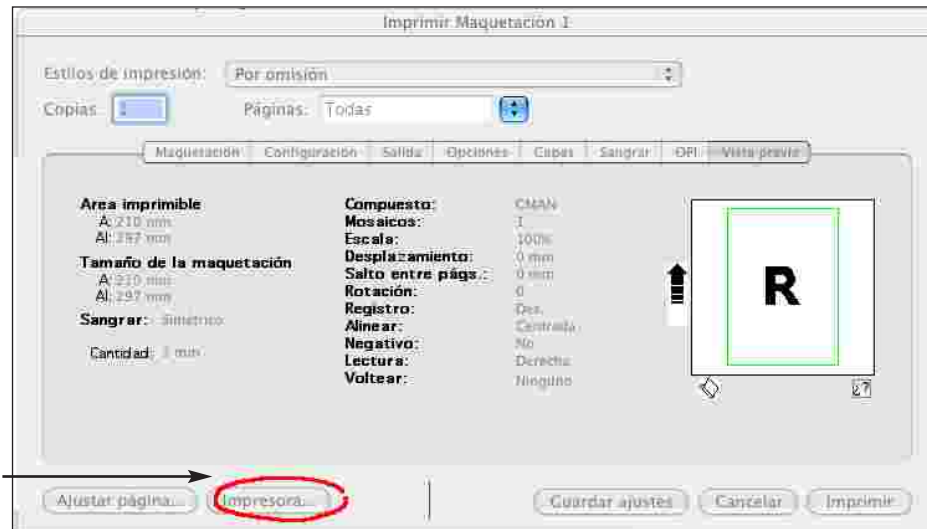 Imprimir Maquetación 1
Estilos de impresión: Por omisión
Copias: 1 Páginas: Todas
Maquetación Configuración Salida Opciones Capas Sangrar OPI Vista previa
Area imprimible
A: 210 mm
Al: 297 mm
Tamaño de la maquetación
A: 210 mm
Al: 297 mm
Sangrar: Simétrico
Cantidad: 3 mm
Compuesto: CMAN
Mosaicos: 1
Escala: 100%
Desplazamiento: 0 mm
Salto entre págs.: 0 mm
Rotación: 0
Registro: Des.
Alinear: Centrada
Negativo: No
Lectura: Derecha
Voltear: Ninguno
R
¿?
Ajustar página... Impresora... Guardar ajustes Cancelar Imprimir